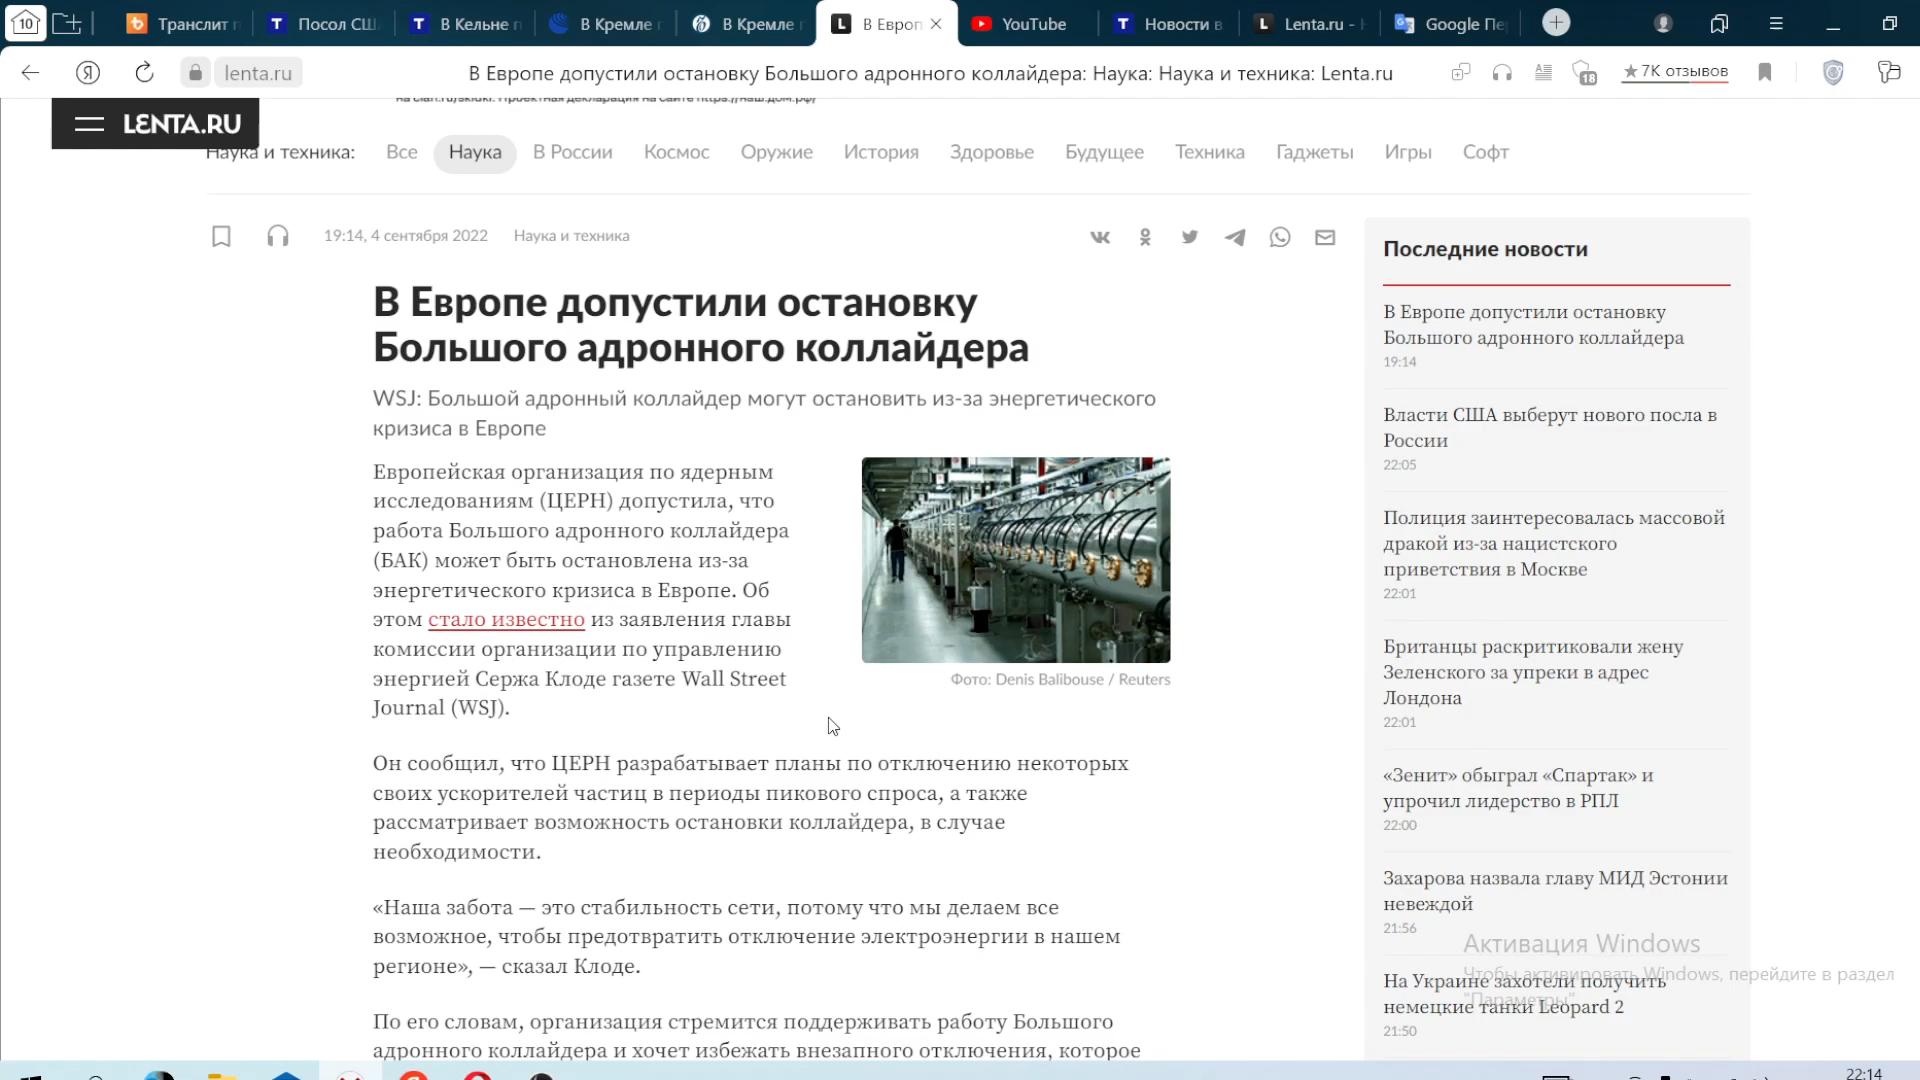 10
Транслит
Посол США
В Кельне
В Кремле
В Кремле
В Европ
YouTube
Новости в
Lenta.ru -
Google Пе
lenta.ru
В Европе допустили остановку Большого адронного коллайдера: Наука: Наука и техника: Lenta.ru
18
★ 7K отзывов
LENTA.RU
Наука и техника:
Все
Наука
В России
Космос
Оружие
История
Здоровье
Будущее
Техника
Гаджеты
Игры
Софт
19:14, 4 сентября 2022
Наука и техника
В Европе допустили остановку
Большого адронного коллайдера
WSJ: Большой адронный коллайдер могут остановить из-за энергетического
кризиса в Европе
Европейская организация по ядерным
исследованиям (ЦЕРН) допустила, что
работа Большого адронного коллайдера
(БАК) может быть остановлена из-за
энергетического кризиса в Европе. Об
этом стало известно из заявления главы
комиссии организации по управлению
энергией Сержа Клоде газете Wall Street
Journal (WSJ).
Фото: Denis Balibouse / Reuters
Он сообщил, что ЦЕРН разрабатывает планы по отключению некоторых
своих ускорителей частиц в периоды пикового спроса, а также
рассматривает возможность остановки коллайдера, в случае
необходимости.
«Наша забота — это стабильность сети, потому что мы делаем все
возможное, чтобы предотвратить отключение электроэнергии в нашем
регионе», — сказал Клоде.
По его словам, организация стремится поддерживать работу Большого
адронного коллайдера и хочет избежать внезапного отключения, которое
Последние новости
В Европе допустили остановку
Большого адронного коллайдера
19:14
Власти США выберут нового посла в
России
22:05
Полиция заинтересовалась массовой
дракой из-за нацистского
приветствия в Москве
22:01
Британцы раскритиковали жену
Зеленского за упреки в адрес
Лондона
22:01
«Зенит» обыграл «Спартак» и
упрочил лидерство в РПЛ
22:00
Захарова назвала главу МИД Эстонии
невеждой
21:56
На Украине захотели получить
немецкие танки Leopard 2
21:50
Активация Windows
Чтобы активировать Windows, перейдите в раздел
"Параметры".
22:14